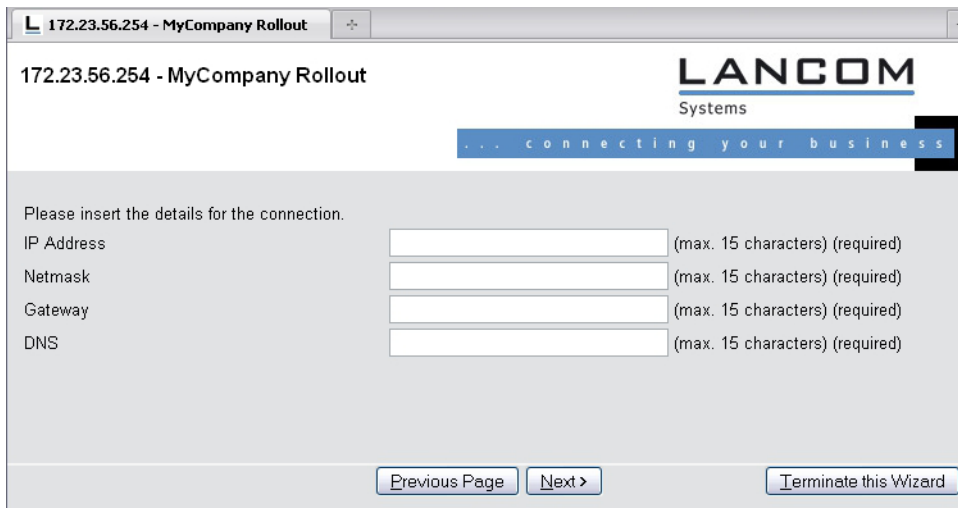 172.23.56.254 - MyCompany Rollout
172.23.56.254 - MyCompany Rollout
LANCOM
Systems
... connecting your business
Please insert the details for the connection.
IP Address (max. 15 characters) (required)
Netmask (max. 15 characters) (required)
Gateway (max. 15 characters) (required)
DNS (max. 15 characters) (required)
Previous Page Next > Terminate this Wizard